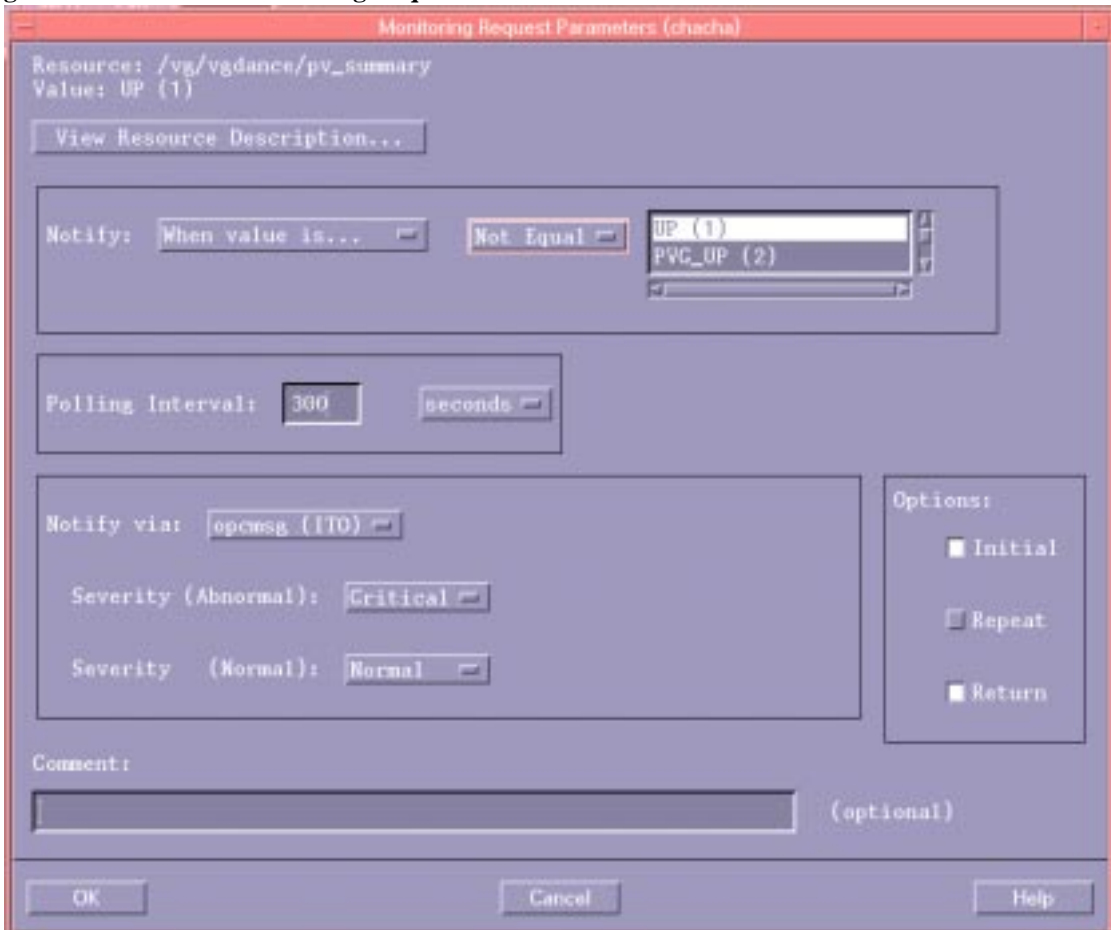 Monitoring Request Parameters (chacha)
Resource: /vg/vgdance/pv_summary
Value: UP (1)
View Resource Description...
Notify: When value is... Not Equal UP (1)
PVG_UP (2)
Polling Interval: 300 seconds
Notify via: opcmsg (ITO)
Severity (Abnormal): Critical
Severity (Normal): Normal
Options:
Initial
Repeat
Return
Comment:
(optional)
OK Cancel Help